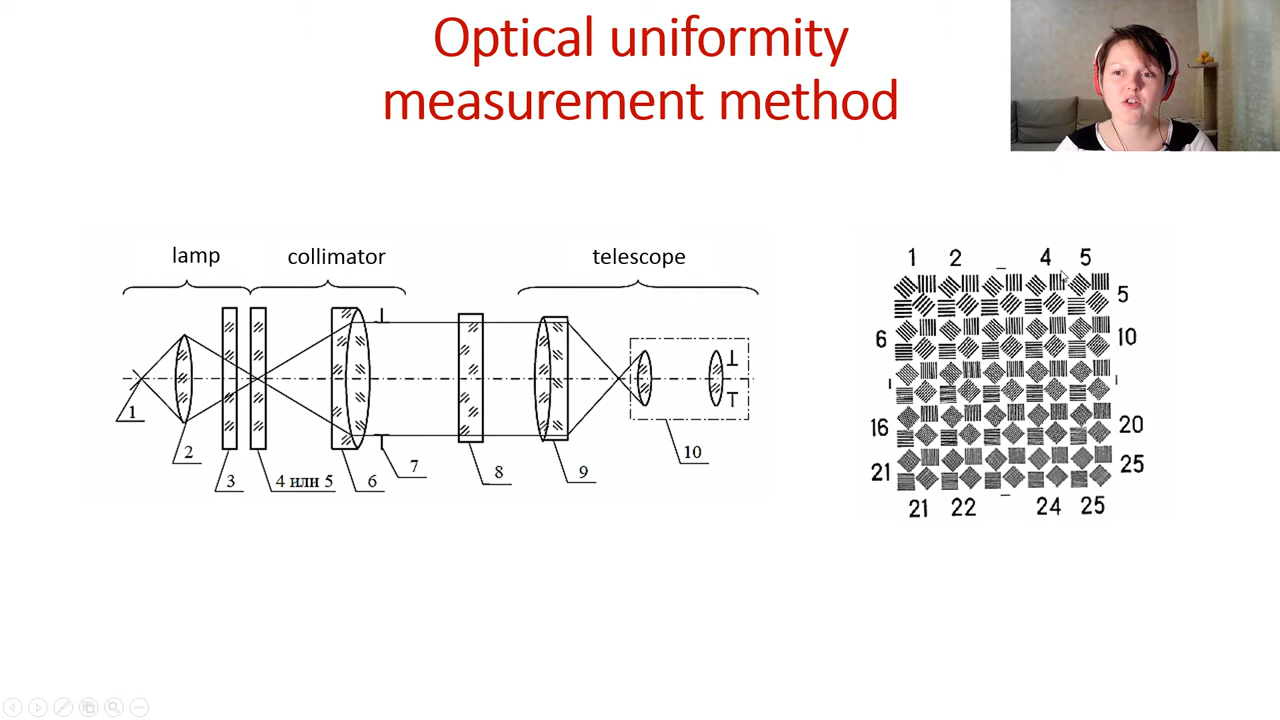 Optical uniformity
measurement method
lamp
collimator
telescope
1
2
3
4 или 5
6
7
8
9
10
1 2 – 4 5
5
6
10
–
16
20
21
25
21 22 – 24 25